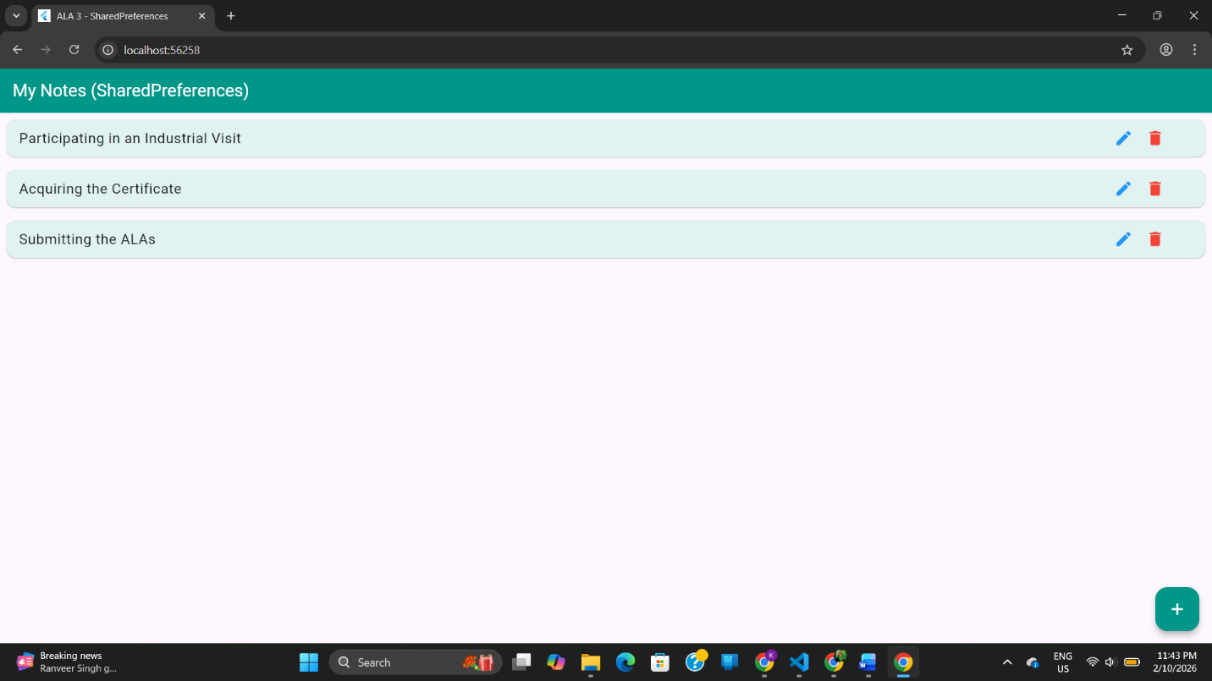 ALA 3 - SharedPreferences
localhost:56258
My Notes (SharedPreferences)
Participating in an Industrial Visit
Acquiring the Certificate
Submitting the ALAs
+
Breaking news
Ranveer Singh g...
Search
K
W
ENG
US
11:43 PM
2/10/2026